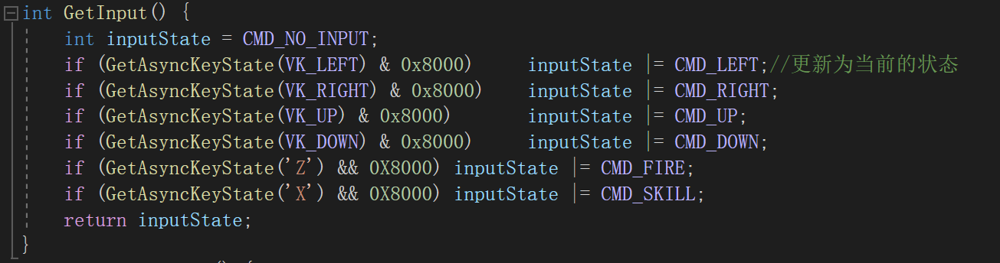 int GetInput() {
    int inputState = CMD_NO_INPUT;
    if (GetAsyncKeyState(VK_LEFT) & 0x8000)     inputState |= CMD_LEFT;//更新为当前的状态
    if (GetAsyncKeyState(VK_RIGHT) & 0x8000)    inputState |= CMD_RIGHT;
    if (GetAsyncKeyState(VK_UP) & 0x8000)       inputState |= CMD_UP;
    if (GetAsyncKeyState(VK_DOWN) & 0x8000)     inputState |= CMD_DOWN;
    if (GetAsyncKeyState('Z') && 0X8000) inputState |= CMD_FIRE;
    if (GetAsyncKeyState('X') && 0X8000) inputState |= CMD_SKILL;
    return inputState;
}